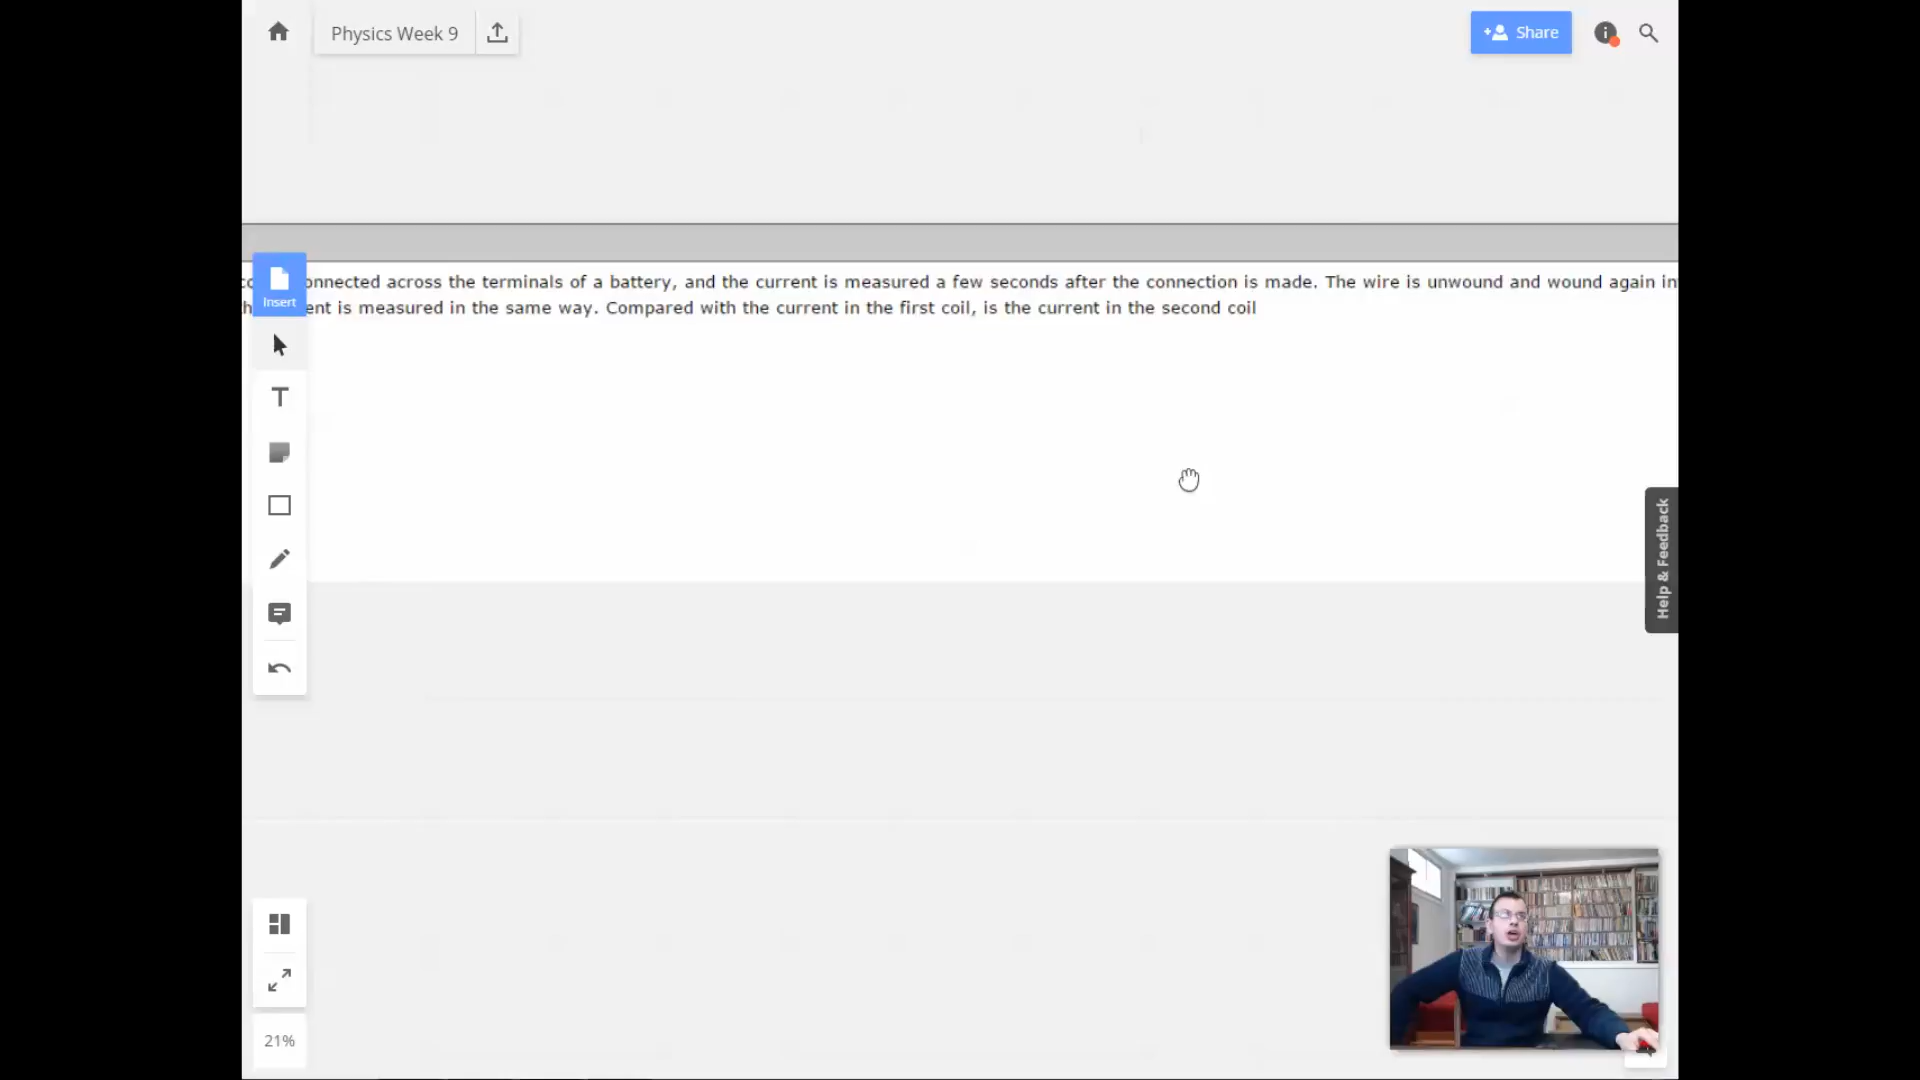 Physics Week 9
Share
onnected across the terminals of a battery, and the current is measured a few seconds after the connection is made. The wire is unwound and wound again in
ent is measured in the same way. Compared with the current in the first coil, is the current in the second coil
Insert
T
Help & Feedback
21%